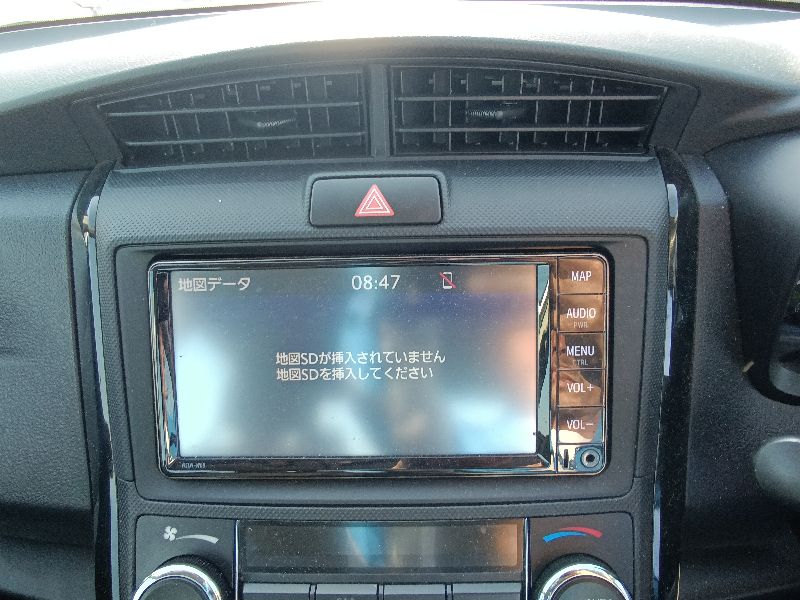 地図データ 08:47
MAP
AUDIO
PWR
MENU
CTRL
VOL+
VOL-
地図SDが挿入されていません
地図SDを挿入してください